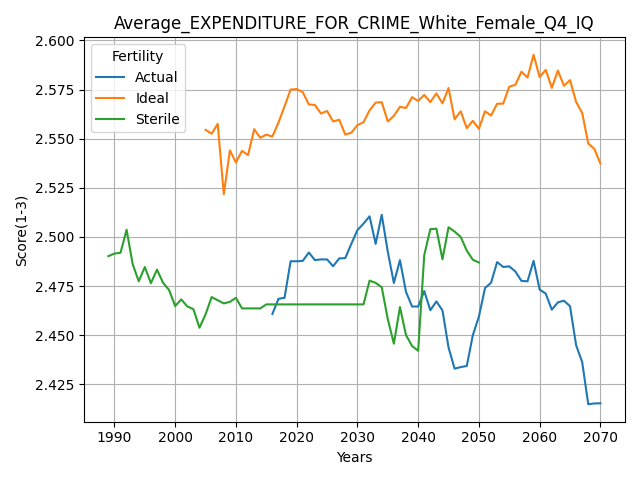 Average_EXPENDITURE_FOR_CRIME_White_Female_Q4_IQ
Fertility
Actual
Ideal
Sterile
2.600
2.575
2.550
2.525
2.500
2.475
2.450
2.425
Score(1-3)
1990 2000 2010 2020 2030 2040 2050 2060 2070
Years